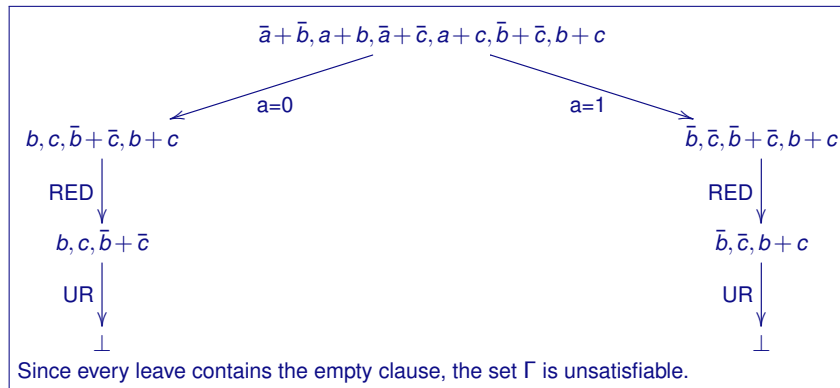 ā + b̄, a + b, ā + c̄, a + c, b̄ + c̄, b + c
a=0 a=1
b, c, b̄ + c̄, b + c b̄, c̄, b̄ + c̄, b + c
RED RED
b, c, b̄ + c̄ b̄, c̄, b + c
UR UR
⊥ ⊥
Since every leave contains the empty clause, the set Γ is unsatisfiable.